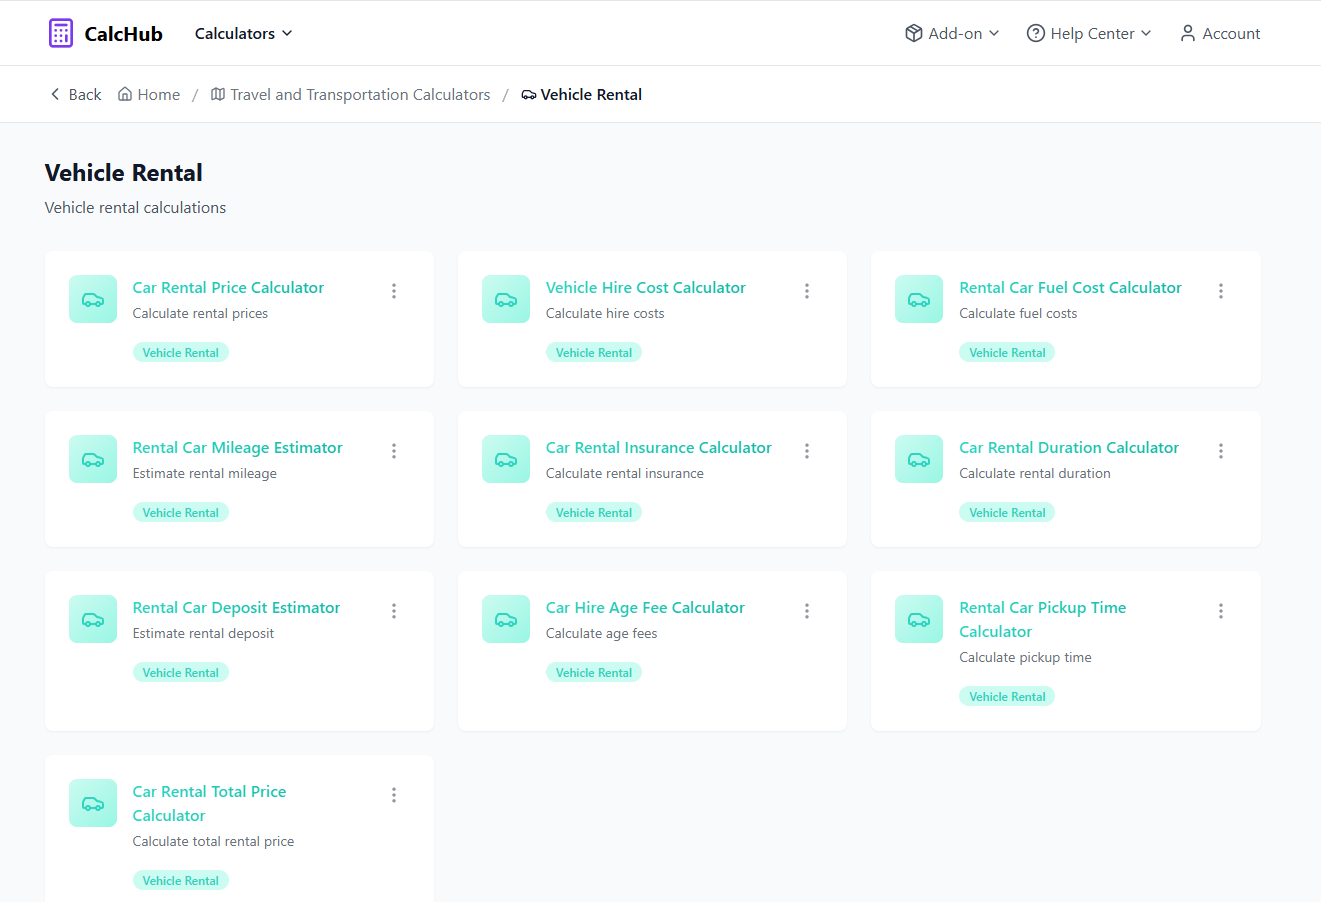 CalcHub
Calculators
Add-on
Help Center
Account
Back
Home
/
Travel and Transportation Calculators
/
Vehicle Rental
Vehicle Rental
Vehicle rental calculations
Car Rental Price Calculator
Calculate rental prices
Vehicle Rental
Vehicle Hire Cost Calculator
Calculate hire costs
Vehicle Rental
Rental Car Fuel Cost Calculator
Calculate fuel costs
Vehicle Rental
Rental Car Mileage Estimator
Estimate rental mileage
Vehicle Rental
Car Rental Insurance Calculator
Calculate rental insurance
Vehicle Rental
Car Rental Duration Calculator
Calculate rental duration
Vehicle Rental
Rental Car Deposit Estimator
Estimate rental deposit
Vehicle Rental
Car Hire Age Fee Calculator
Calculate age fees
Vehicle Rental
Rental Car Pickup Time
Calculator
Calculate pickup time
Vehicle Rental
Car Rental Total Price
Calculator
Calculate total rental price
Vehicle Rental